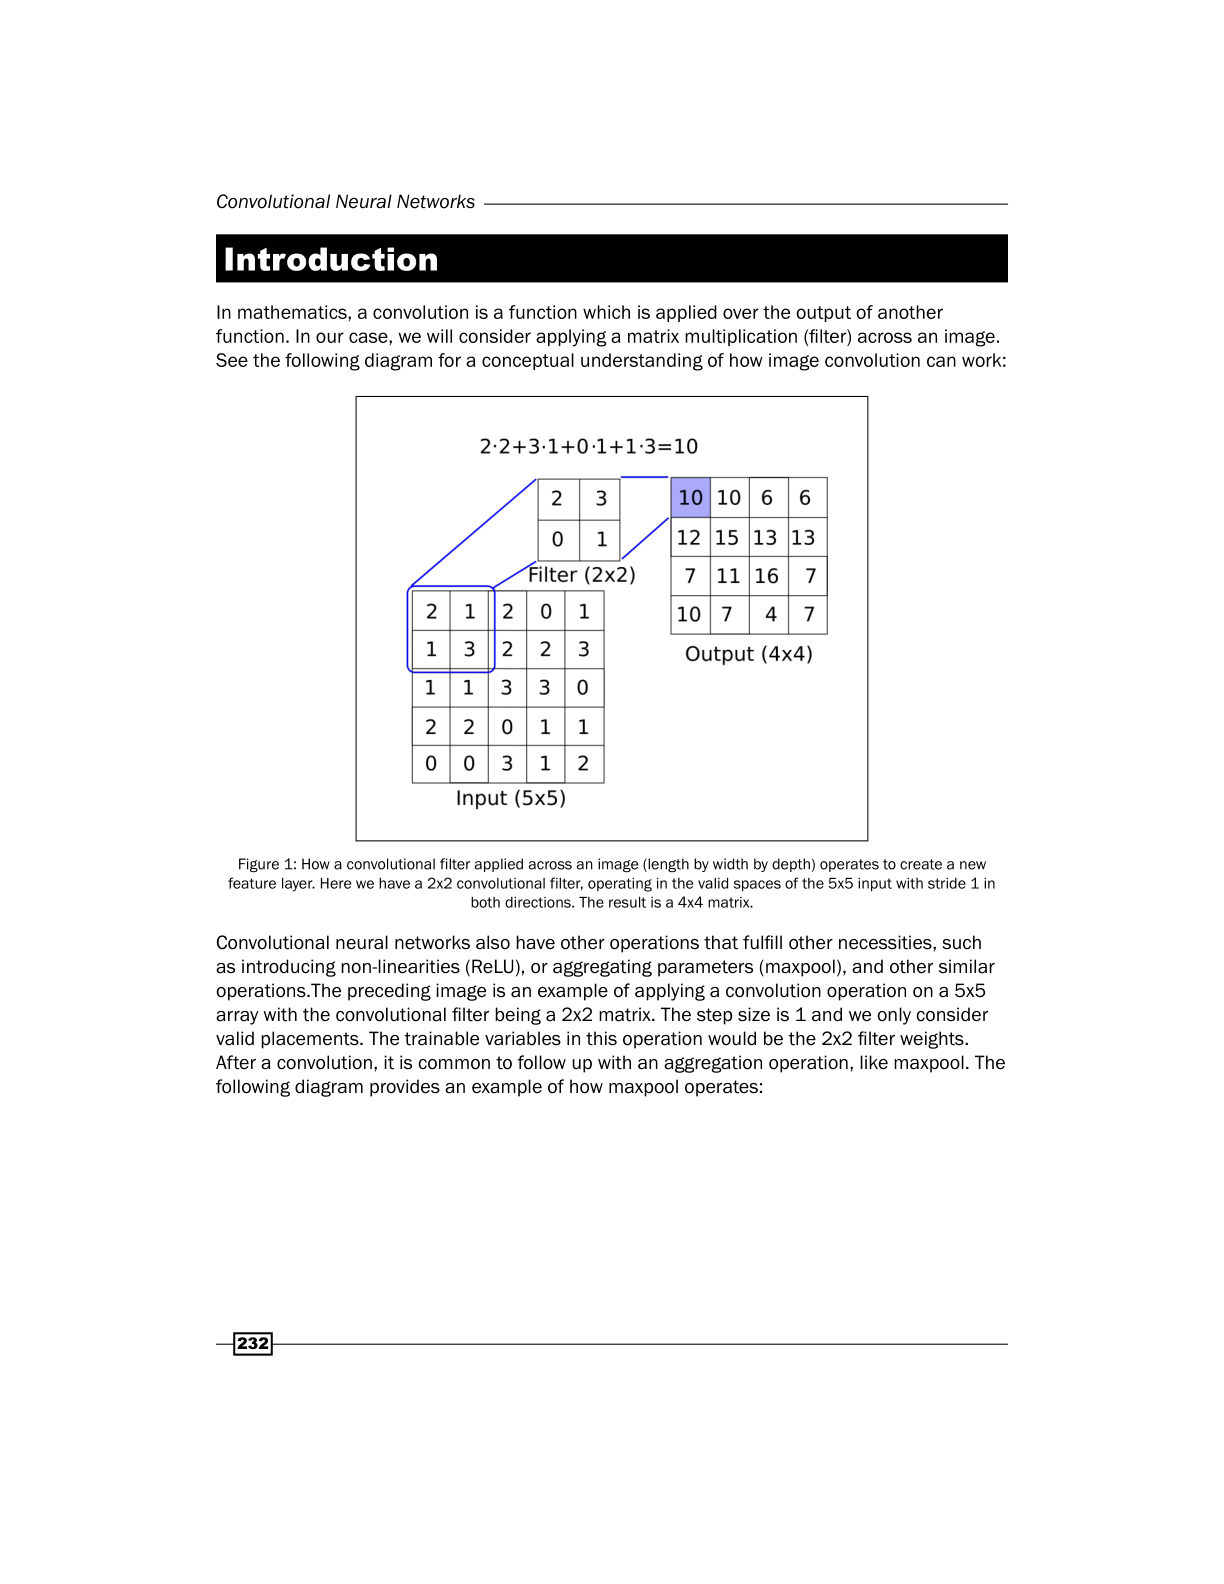 Convolutional Neural Networks
Introduction
In mathematics, a convolution is a function which is applied over the output of another
function. In our case, we will consider applying a matrix multiplication (filter) across an image.
See the following diagram for a conceptual understanding of how image convolution can work:
2·2+3·1+0·1+1·3=10
2 3
0 1
Filter (2x2)
10 10 6 6
12 15 13 13
7 11 16 7
10 7 4 7
Output (4x4)
2 1 2 0 1
1 3 2 2 3
1 1 3 3 0
2 2 0 1 1
0 0 3 1 2
Input (5x5)
Figure 1: How a convolutional filter applied across an image (length by width by depth) operates to create a new
feature layer. Here we have a 2x2 convolutional filter, operating in the valid spaces of the 5x5 input with stride 1 in
both directions. The result is a 4x4 matrix.
Convolutional neural networks also have other operations that fulfill other necessities, such
as introducing non-linearities (ReLU), or aggregating parameters (maxpool), and other similar
operations.The preceding image is an example of applying a convolution operation on a 5x5
array with the convolutional filter being a 2x2 matrix. The step size is 1 and we only consider
valid placements. The trainable variables in this operation would be the 2x2 filter weights.
After a convolution, it is common to follow up with an aggregation operation, like maxpool. The
following diagram provides an example of how maxpool operates:
232